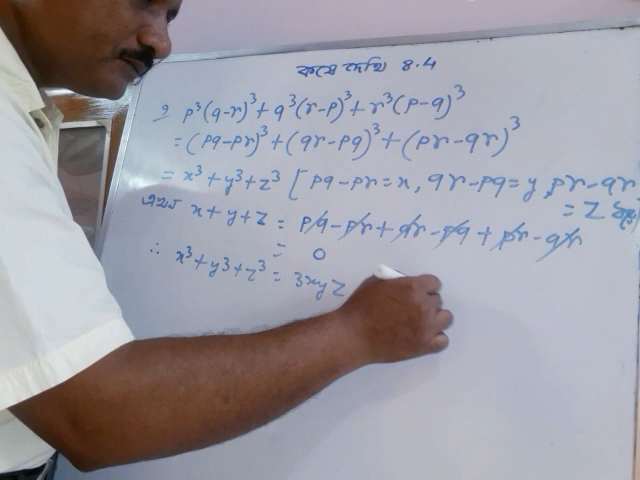 কষে দেখি 8.4
9 p³(q-r)³+q³(r-p)³+r³(p-q)³
=(pq-pr)³+(qr-pq)³+(pr-qr)³
= x³+y³+z³ [pq-pr=x, qr-pq=y, pr-qr
= z
এখন x+y+z = pq-pr+qr-pq+pr-qr
= 0
∴ x³+y³+z³ = 3xyz